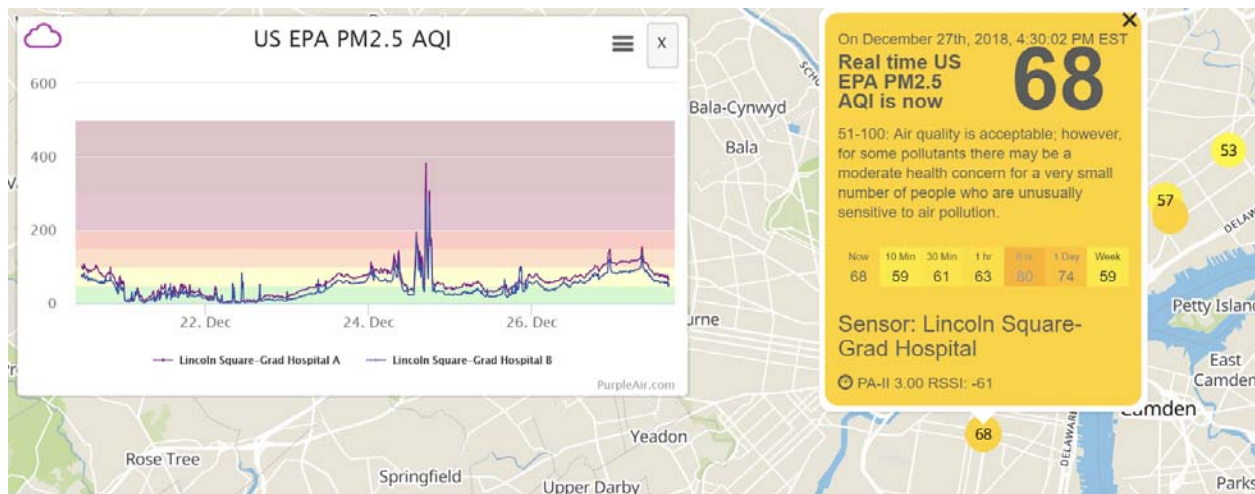 US EPA PM2.5 AQI
X
600
400
200
0
22. Dec
24. Dec
26. Dec
Lincoln Square-Grad Hospital A
Lincoln Square-Grad Hospital B
PurpleAir.com
On December 27th, 2018, 4:30:02 PM EST
Real time US
EPA PM2.5
AQI is now
68
51-100: Air quality is acceptable; however,
for some pollutants there may be a
moderate health concern for a very small
number of people who are unusually
sensitive to air pollution.
Now 10 Min 30 Min 1 hr 6 hr 1 Day Week
68 59 61 63 80 74 59
Sensor: Lincoln Square-
Grad Hospital
PA-II 3.00 RSSI: -61
Bala-Cynwyd
Bala
53
57
Petty Island
East
Camden
Camden
68
Yeadon
Rose Tree
Springfield
Upper Darby
DELAWARE
Parks